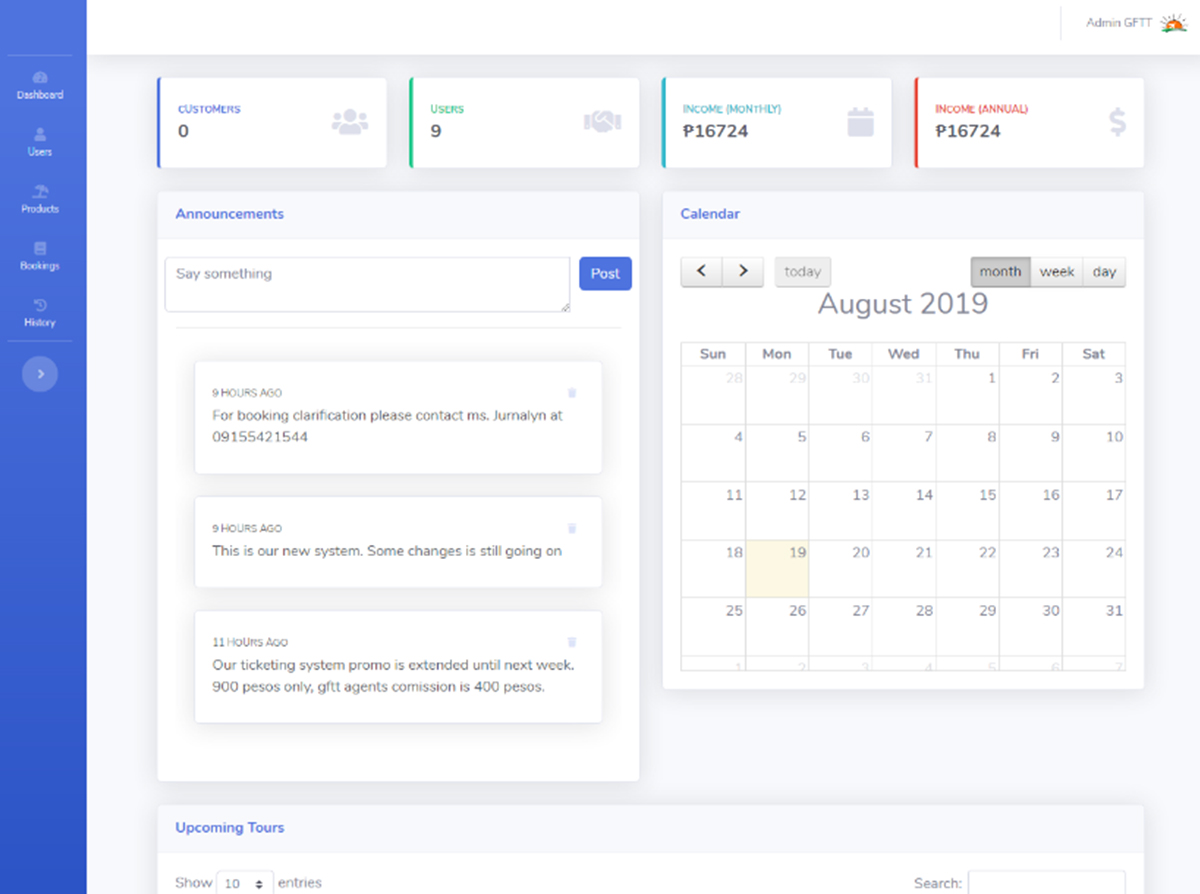 Admin GFTT
Dashboard
Users
Products
Bookings
History
CUSTOMERS
0
USERS
9
INCOME (MONTHLY)
₱16724
INCOME (ANNUAL)
₱16724
Announcements
Say something
Post
9 HOURS AGO
For booking clarification please contact ms. Jurnalyn at
09155421544
9 HOURS AGO
This is our new system. Some changes is still going on
11 HOURS AGO
Our ticketing system promo is extended until next week.
900 pesos only, gftt agents comission is 400 pesos.
Calendar
today
month week day
August 2019
Sun Mon Tue Wed Thu Fri Sat
28 29 30 31 1 2 3
4 5 6 7 8 9 10
11 12 13 14 15 16 17
18 19 20 21 22 23 24
25 26 27 28 29 30 31
1 2 3 4 5 6 7
Upcoming Tours
Show 10 entries
Search: